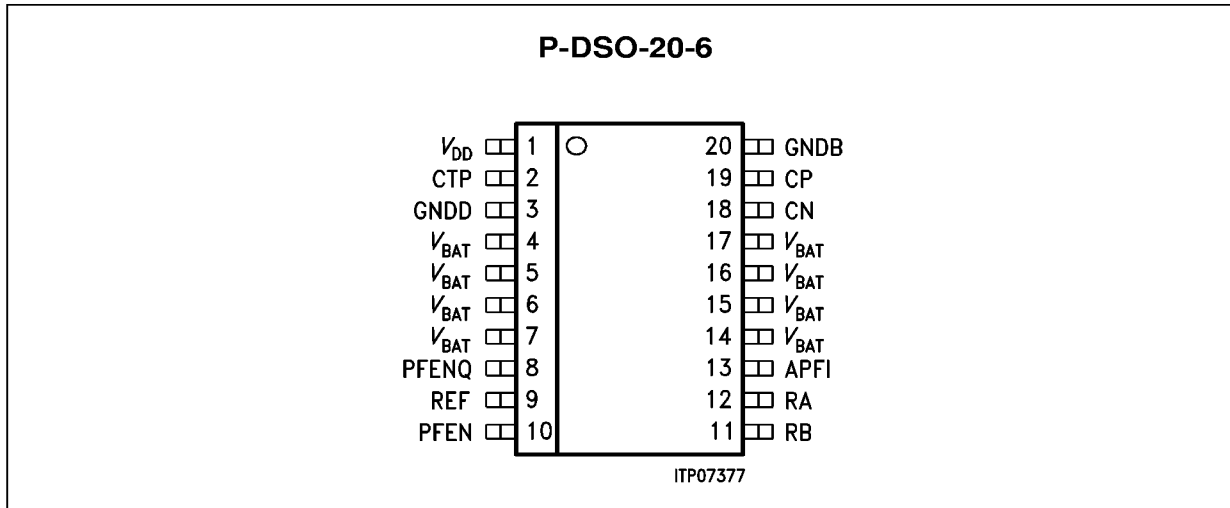 P-DSO-20-6
VDD 1 20 GNDB
CTP 2 19 CP
GNDD 3 18 CN
VBAT 4 17 VBAT
VBAT 5 16 VBAT
VBAT 6 15 VBAT
VBAT 7 14 VBAT
PFENQ 8 13 APFI
REF 9 12 RA
PFEN 10 11 RB
ITP07377